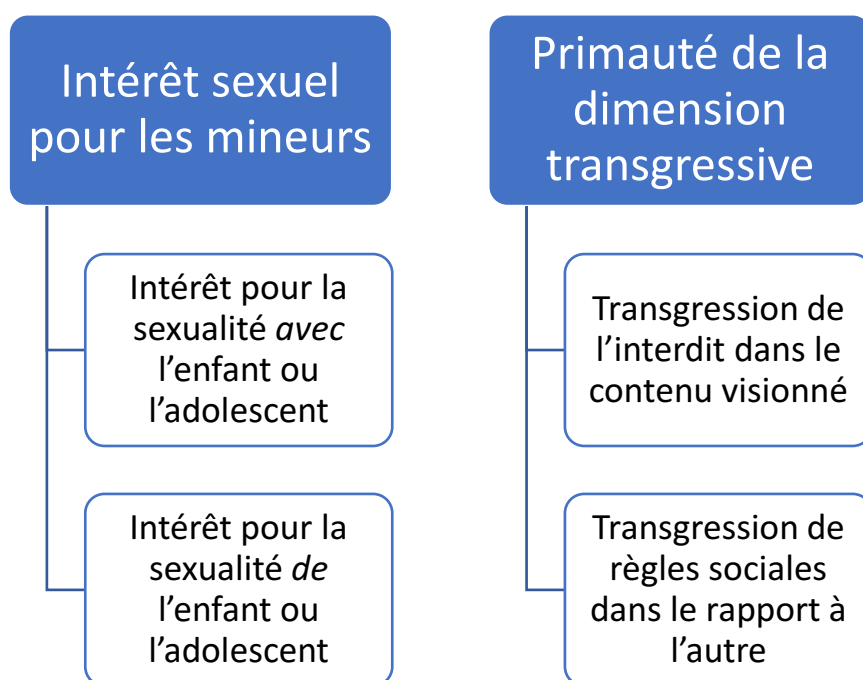 Intérêt sexuel
pour les mineurs
Intérêt pour la
sexualité avec
l'enfant ou
l'adolescent
Intérêt pour la
sexualité de
l'enfant ou
l'adolescent
Primauté de la
dimension
transgressive
Transgression de
l'interdit dans le
contenu visionné
Transgression de
règles sociales
dans le rapport à
l'autre